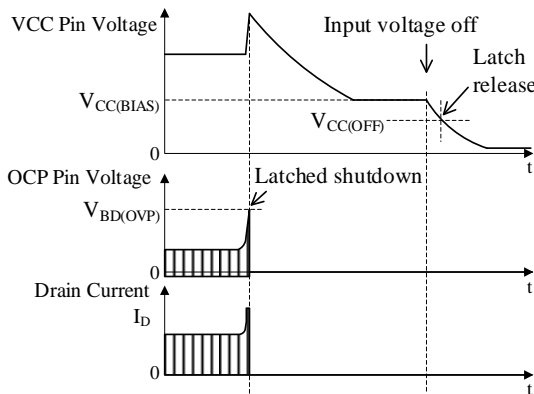 VCC Pin Voltage
Input voltage off
Latch
release
VCC(BIAS)
VCC(OFF)
0
t
OCP Pin Voltage
Latched shutdown
VBD(OVP)
0
t
Drain Current
ID
0
t